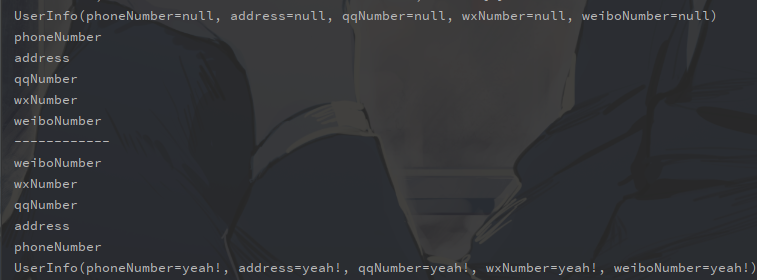 UserInfo(phoneNumber=null, address=null, qqNumber=null, wxNumber=null, weiboNumber=null)
phoneNumber
address
qqNumber
wxNumber
weiboNumber
------------
weiboNumber
wxNumber
qqNumber
address
phoneNumber
UserInfo(phoneNumber=yeah!, address=yeah!, qqNumber=yeah!, wxNumber=yeah!, weiboNumber=yeah!)